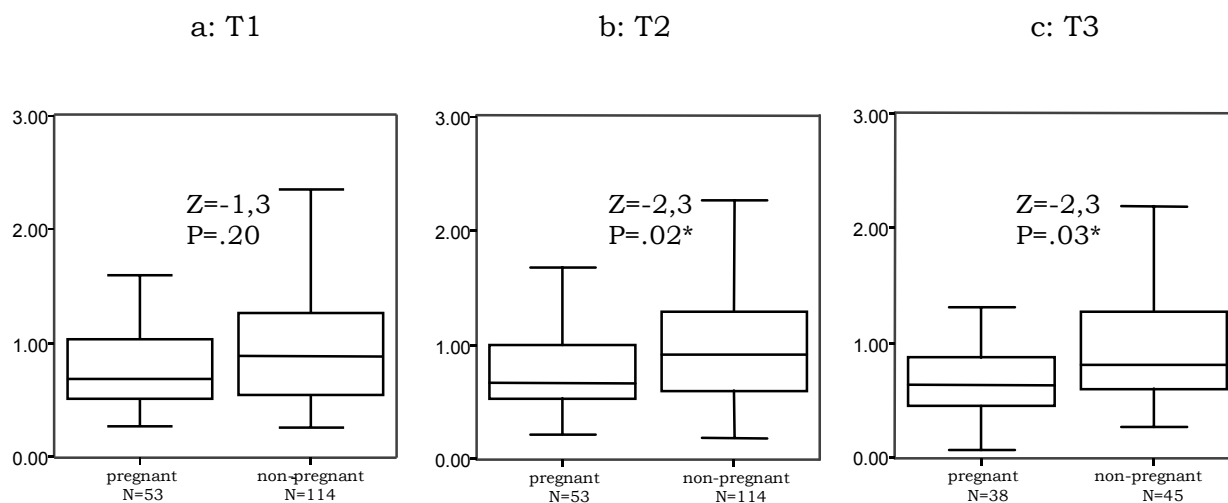 a: T1
3.00
2.00
1.00
0.00
Z=-1,3
P=.20
pregnant
N=53
non-pregnant
N=114
b: T2
3.00
2.00
1.00
0.00
Z=-2,3
P=.02*
pregnant
N=53
non-pregnant
N=114
c: T3
3.00
2.00
1.00
0.00
Z=-2,3
P=.03*
pregnant
N=38
non-pregnant
N=45